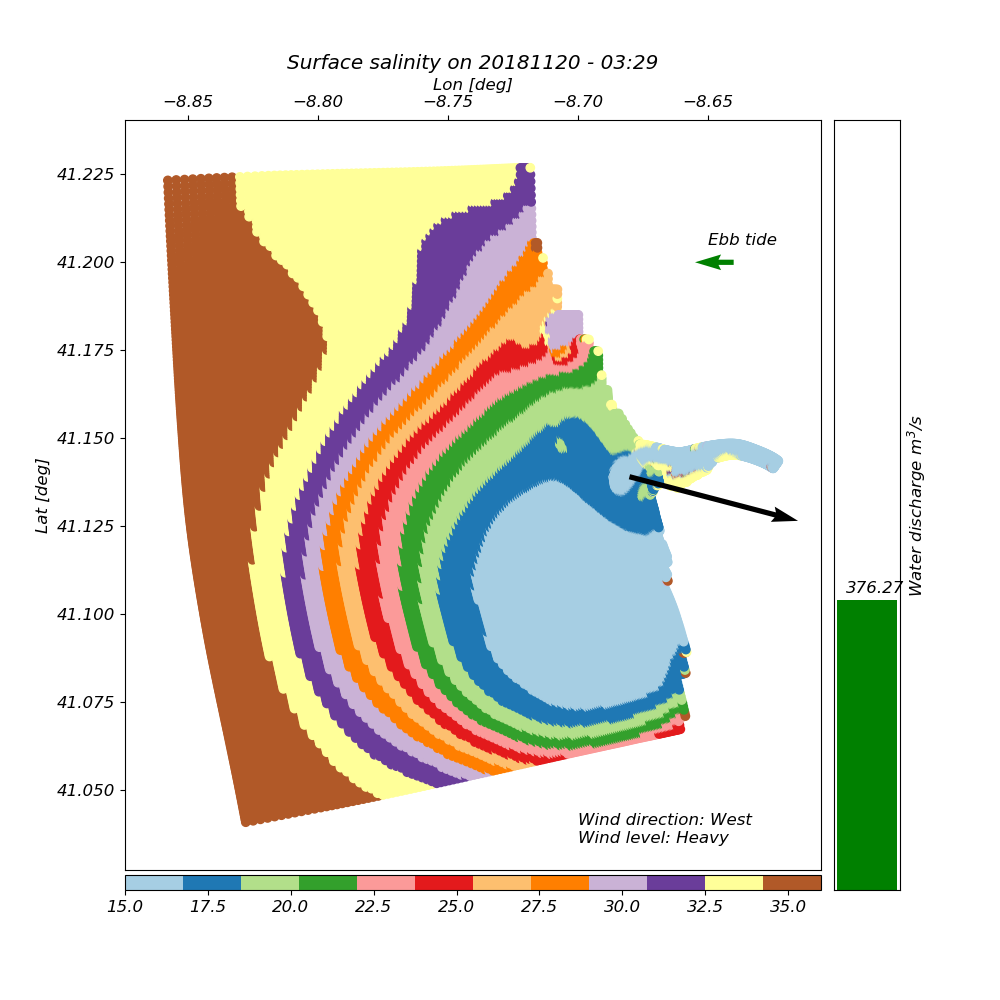 Surface salinity on 20181120 - 03:29
Lon [deg]
−8.85 −8.80 −8.75 −8.70 −8.65
41.225
41.200
41.175
41.150
41.125
41.100
41.075
41.050
Lat [deg]
Ebb tide
Wind direction: West
Wind level: Heavy
376.27
Water discharge m³/s
15.0 17.5 20.0 22.5 25.0 27.5 30.0 32.5 35.0